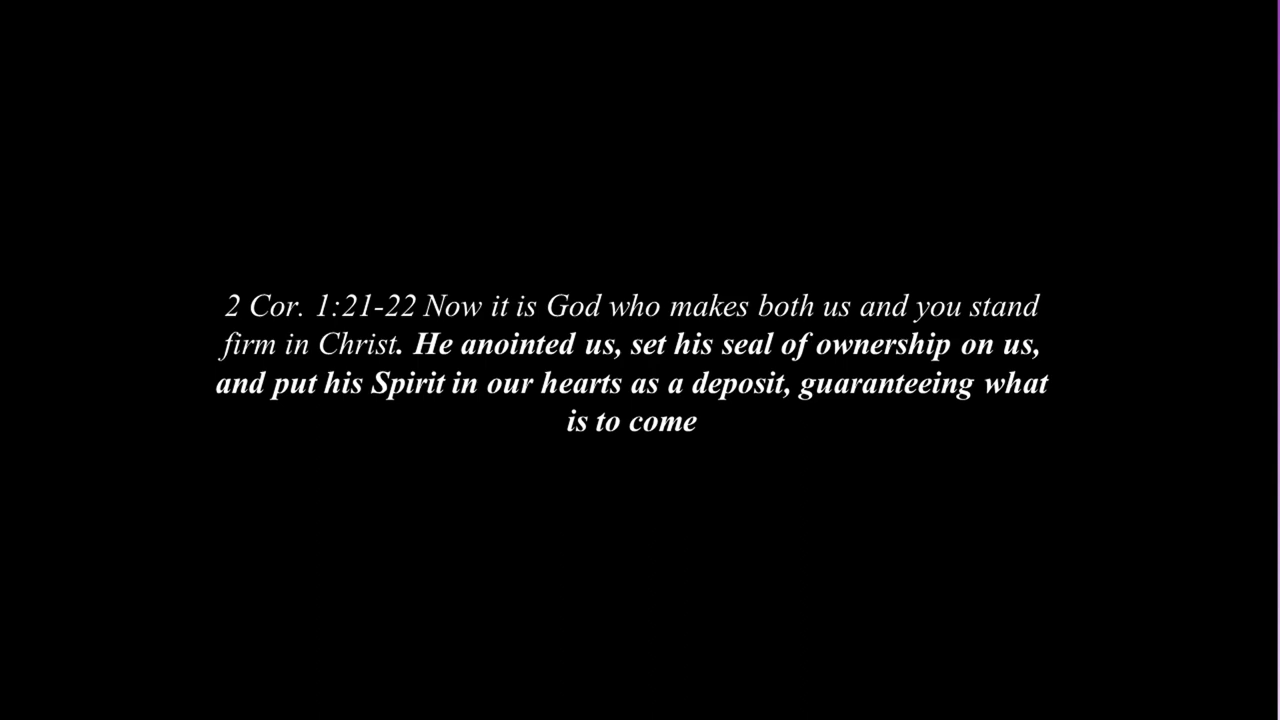 2 Cor. 1:21-22 Now it is God who makes both us and you stand
firm in Christ. He anointed us, set his seal of ownership on us,
and put his Spirit in our hearts as a deposit, guaranteeing what
is to come